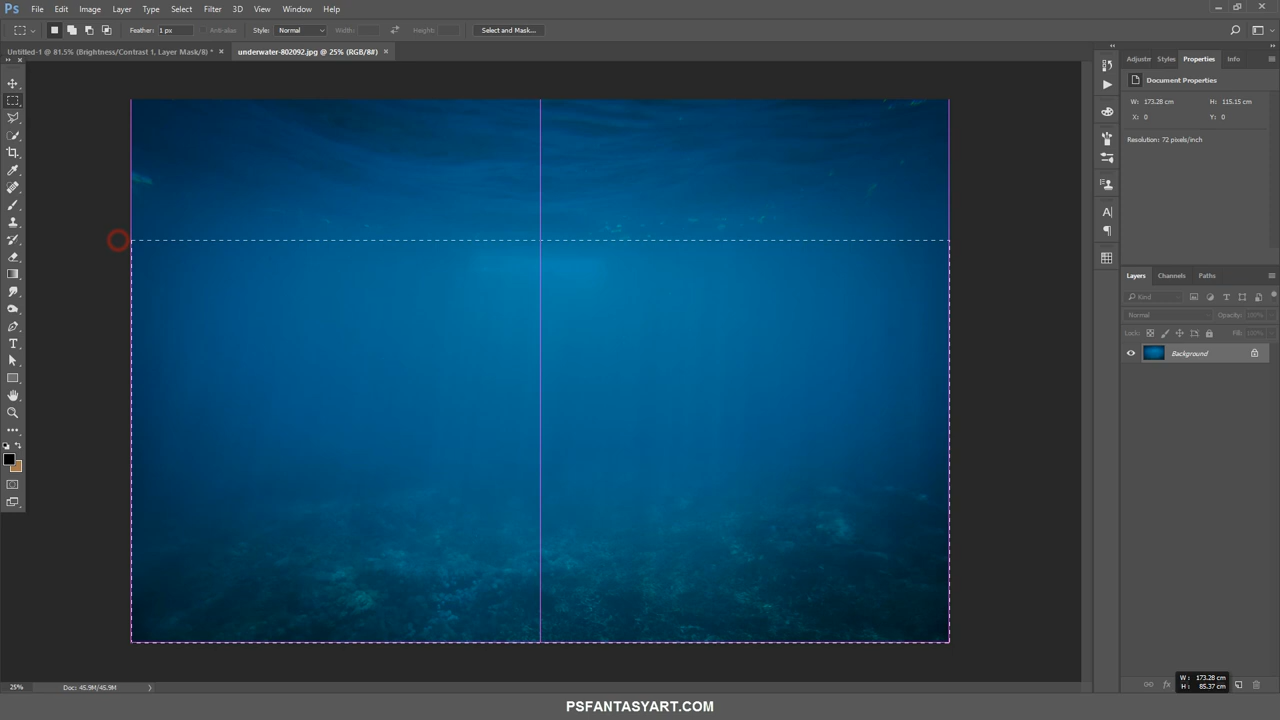 Ps File Edit Image Layer Type Select Filter 3D View Window Help
Feather: 1 px Anti-alias Style: Normal Width: Height: Select and Mask...
Untitled-1 @ 81.5% (Brightness/Contrast 1, Layer Mask/8) * × underwater-802092.jpg @ 25% (RGB/8#) ×
Adjustr Styles Properties Info
Document Properties
W: 173.28 cm H: 115.15 cm
X: 0 Y: 0
Resolution: 72 pixels/inch
Layers Channels Paths
Kind
Normal Opacity: 100%
Lock: Fill: 100%
Background
W : 173.28 cm
H : 85.37 cm
fx
25% Doc: 45.9M/45.9M
PSFANTASYART.COM